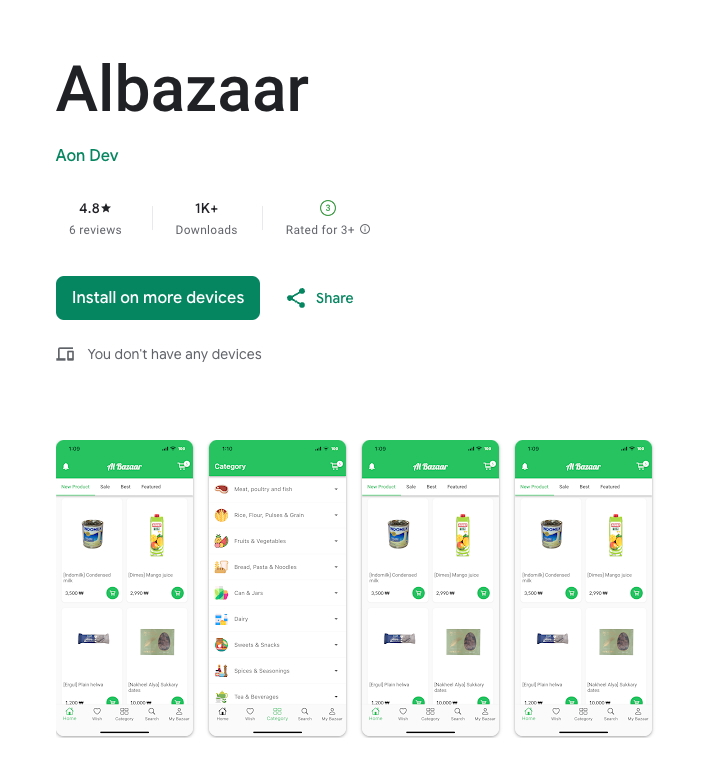 Albazaar
Aon Dev
4.8★ 1K+ 3
6 reviews Downloads Rated for 3+
Install on more devices Share
You don't have any devices
1:09
Al Bazaar
New Product Sale Best Featured
[Indomilk] Condensed milk
3,500 ₩
[Dimes] Mango juice
2,990 ₩
[Ergul] Plain helwa
1,200 ₩
[Nakheel Alya] Sukkary dates
10,000 ₩
Home Wish Category Search My Bazaar
1:10
Category
Meat, poultry and fish
Rice, Flour, Pulses & Grain
Fruits & Vegetables
Bread, Pasta & Noodles
Can & Jars
Dairy
Sweets & Snacks
Spices & Seasonings
Tea & Beverages
Home Wish Category Search My Bazaar
1:09
Al Bazaar
New Product Sale Best Featured
[Indomilk] Condensed milk
3,500 ₩
[Dimes] Mango juice
2,990 ₩
[Ergul] Plain helwa
1,200 ₩
[Nakheel Alya] Sukkary dates
10,000 ₩
Home Wish Category Search My Bazaar
1:09
Al Bazaar
New Product Sale Best Featured
[Indomilk] Condensed milk
3,500 ₩
[Dimes] Mango juice
2,990 ₩
[Ergul] Plain helwa
1,200 ₩
[Nakheel Alya] Sukkary dates
10,000 ₩
Home Wish Category Search My Bazaar